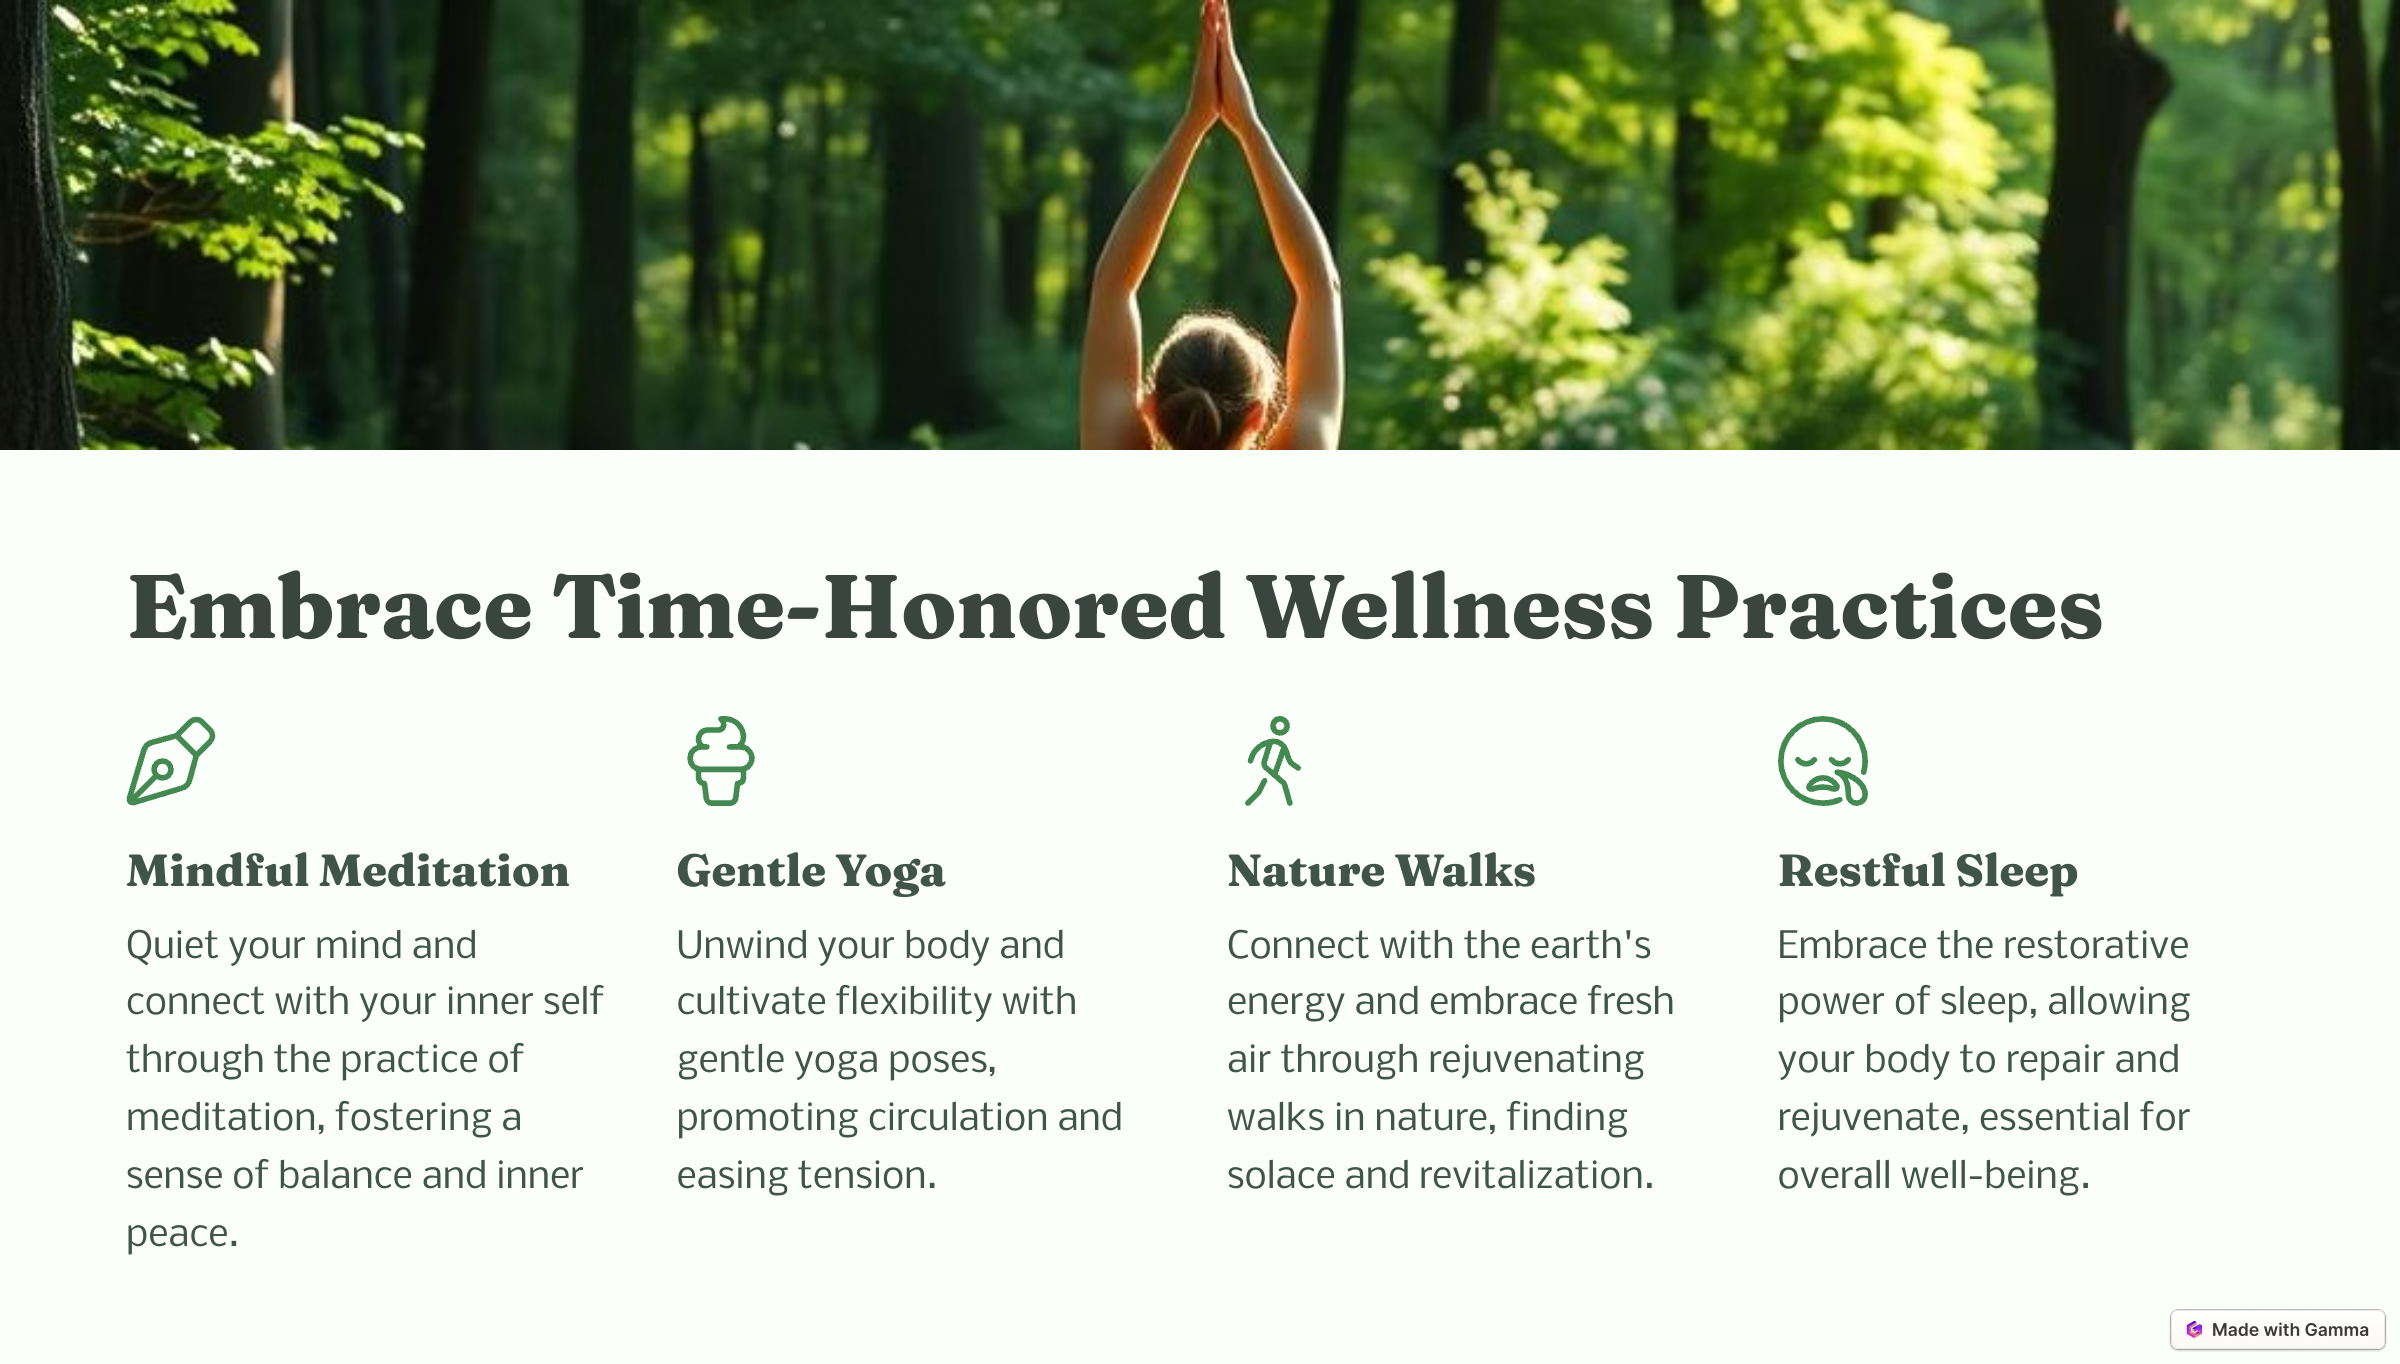 Embrace Time-Honored Wellness Practices
Mindful Meditation
Quiet your mind and
connect with your inner self
through the practice of
meditation, fostering a
sense of balance and inner
peace.
Gentle Yoga
Unwind your body and
cultivate flexibility with
gentle yoga poses,
promoting circulation and
easing tension.
Nature Walks
Connect with the earth's
energy and embrace fresh
air through rejuvenating
walks in nature, finding
solace and revitalization.
Restful Sleep
Embrace the restorative
power of sleep, allowing
your body to repair and
rejuvenate, essential for
overall well-being.
Made with Gamma